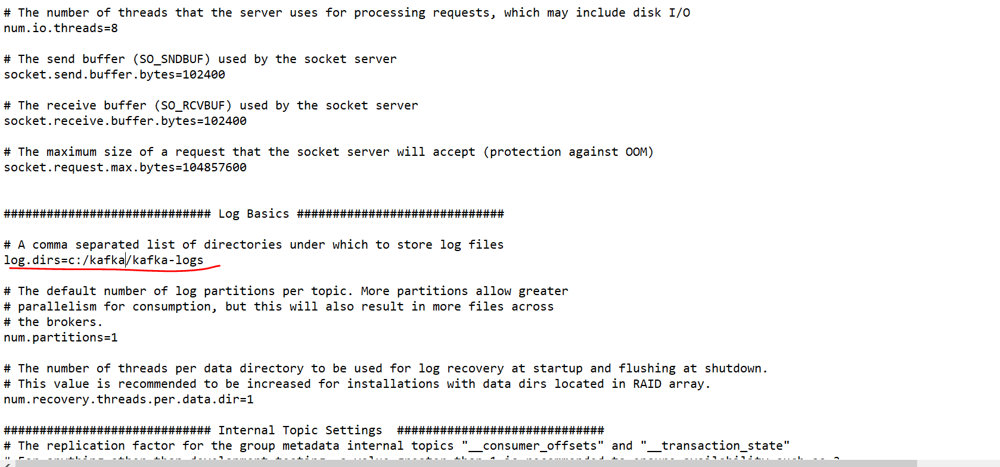 # The number of threads that the server uses for processing requests, which may include disk I/O
num.io.threads=8
# The send buffer (SO_SNDBUF) used by the socket server
socket.send.buffer.bytes=102400
# The receive buffer (SO_RCVBUF) used by the socket server
socket.receive.buffer.bytes=102400
# The maximum size of a request that the socket server will accept (protection against OOM)
socket.request.max.bytes=104857600
############################# Log Basics #############################
# A comma separated list of directories under which to store log files
log.dirs=c:/kafka/kafka-logs
# The default number of log partitions per topic. More partitions allow greater
# parallelism for consumption, but this will also result in more files across
# the brokers.
num.partitions=1
# The number of threads per data directory to be used for log recovery at startup and flushing at shutdown.
# This value is recommended to be increased for installations with data dirs located in RAID array.
num.recovery.threads.per.data.dir=1
############################# Internal Topic Settings  #############################
# The replication factor for the group metadata internal topics "__consumer_offsets" and "__transaction_state"